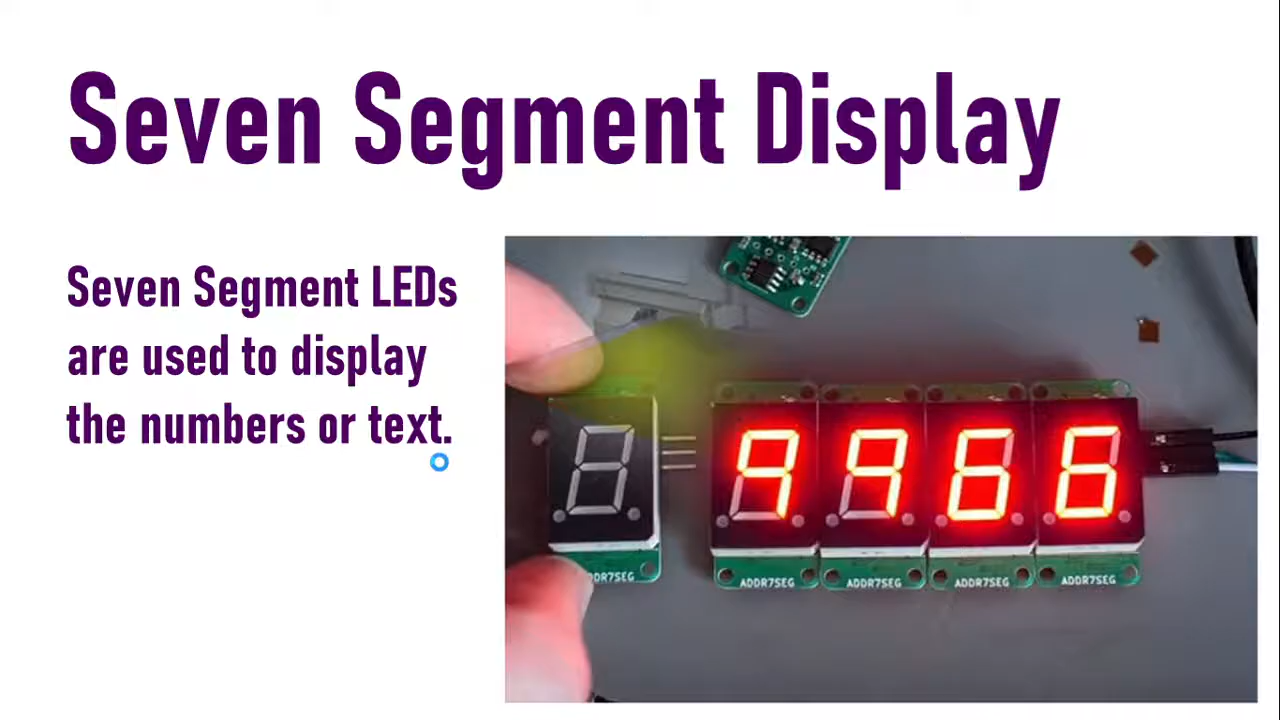 Seven Segment Display
Seven Segment LEDs
are used to display
the numbers or text.
9966
DDR7SEG
ADDR7SEG
ADDR7SEG
ADDR7SEG
ADDR7SEG